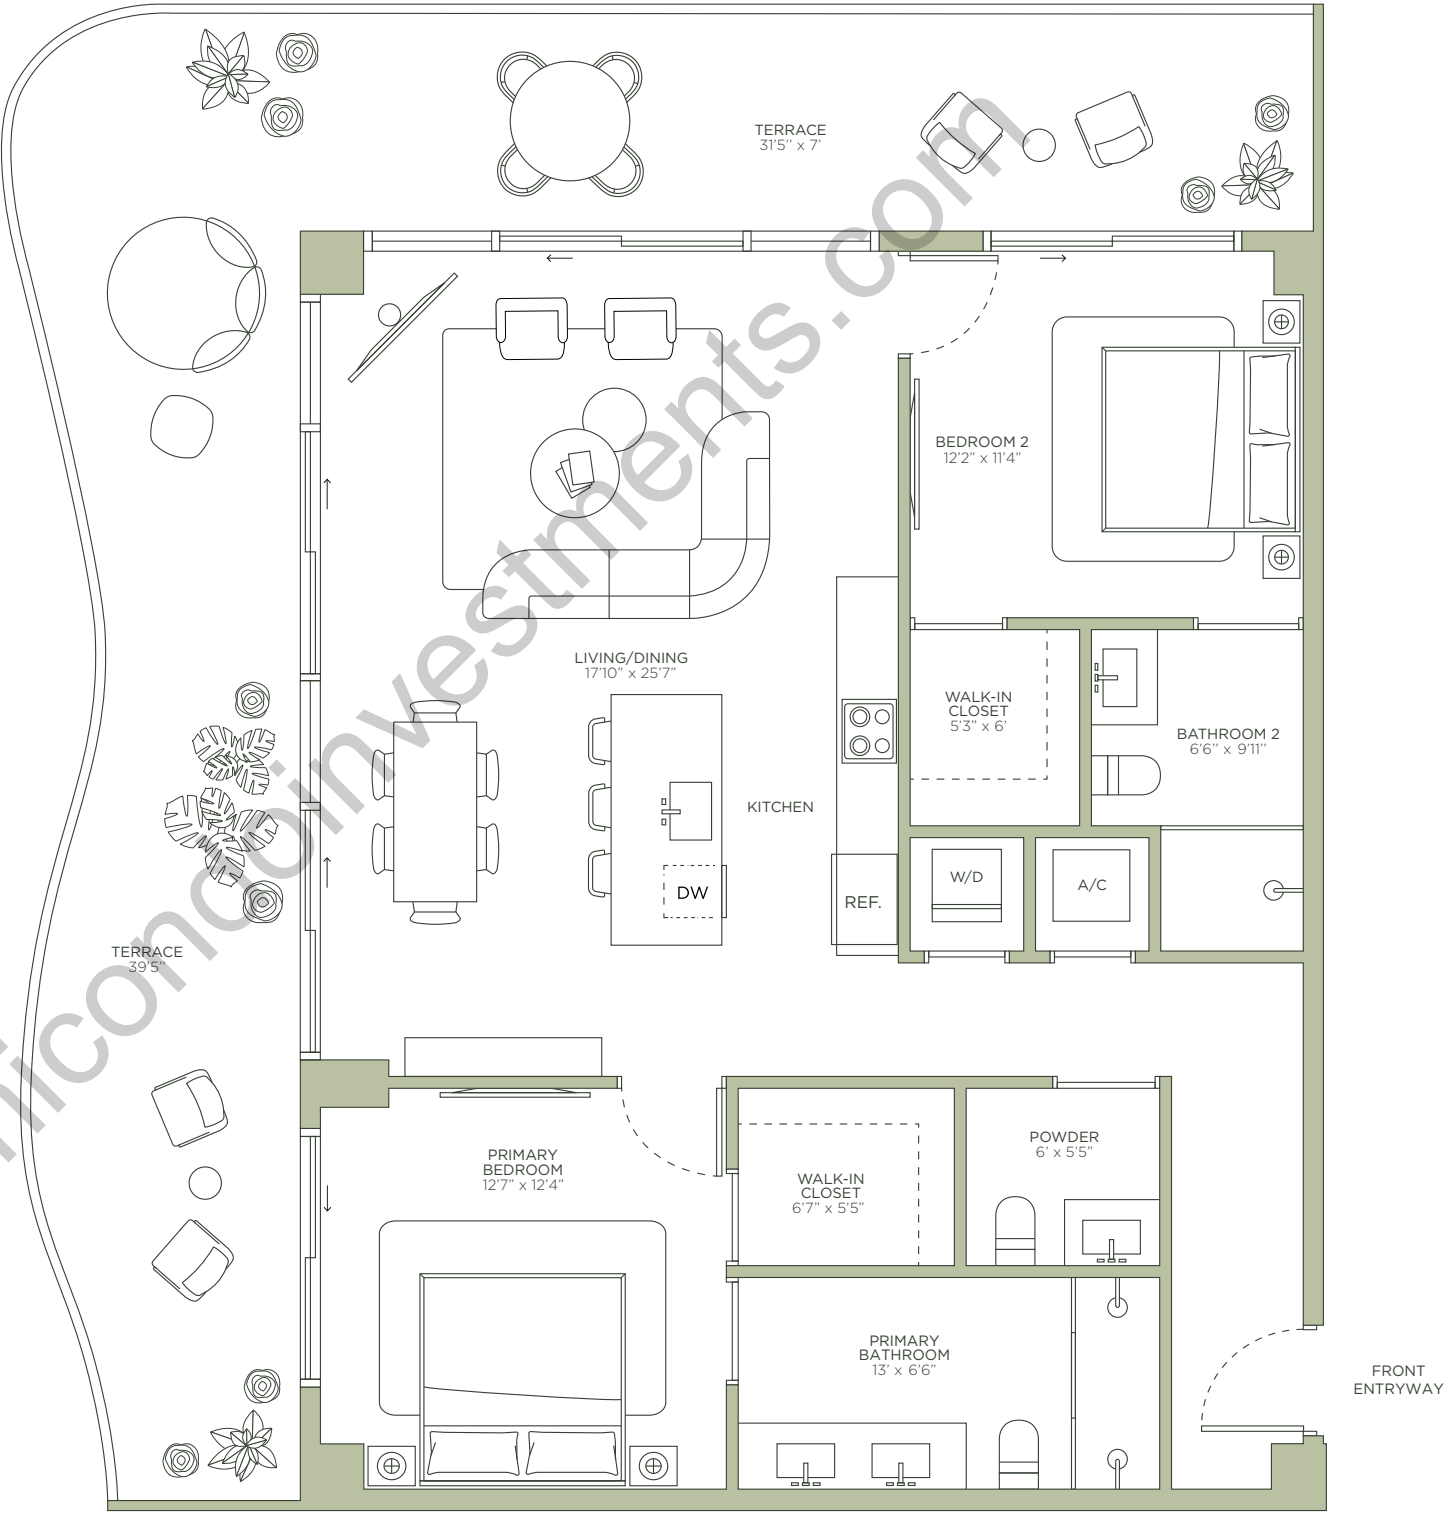 TERRACE
31'5" x 7'
BEDROOM 2
12'2" x 11'4"
LIVING/DINING
17'10" x 25'7"
WALK-IN
CLOSET
5'3" x 6'
BATHROOM 2
6'6" x 9'11"
KITCHEN
DW
REF.
W/D
A/C
TERRACE
39'5"
PRIMARY
BEDROOM
12'7" x 12'4"
WALK-IN
CLOSET
6'7" x 5'5"
POWDER
6' x 5'5"
PRIMARY
BATHROOM
13' x 6'6"
FRONT
ENTRYWAY
micondoinvestments.com